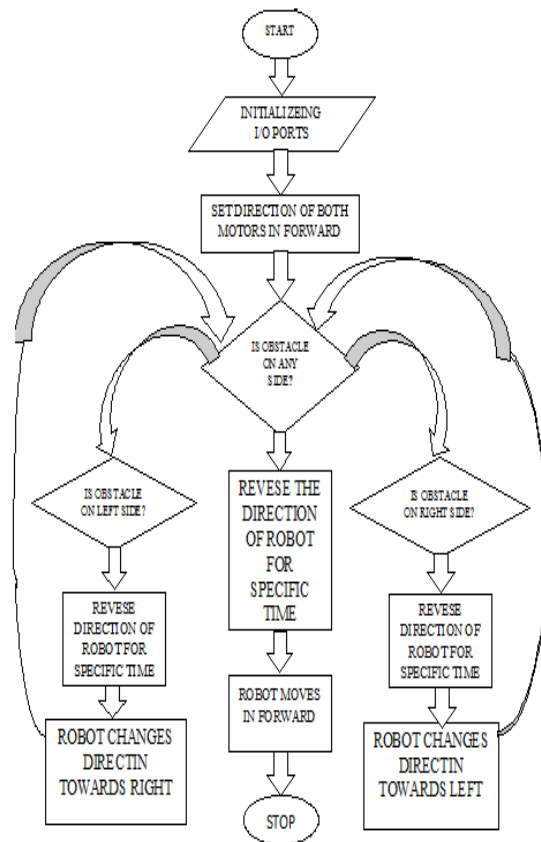 START
INITIALIZEING
I/O PORTS
SET DIRECTION OF BOTH
MOTORS IN FORWARD
IS OBSTACLE
ON ANY
SIDE?
IS OBSTACLE
ON LEFT SIDE?
REVESE THE
DIRECTION
OF ROBOT
FOR
SPECIFIC
TIME
IS OBSTACLE
ON RIGHT SIDE?
REVESE
DIRECTION OF
ROBOT FOR
SPECIFIC TIME
REVESE
DIRECTION OF
ROBOT FOR
SPECIFIC TIME
ROBOT CHANGES
DIRECTIN
TOWARDS RIGHT
ROBOT MOVES
IN FORWARD
ROBOT CHANGES
DIRECTIN
TOWARDS LEFT
STOP